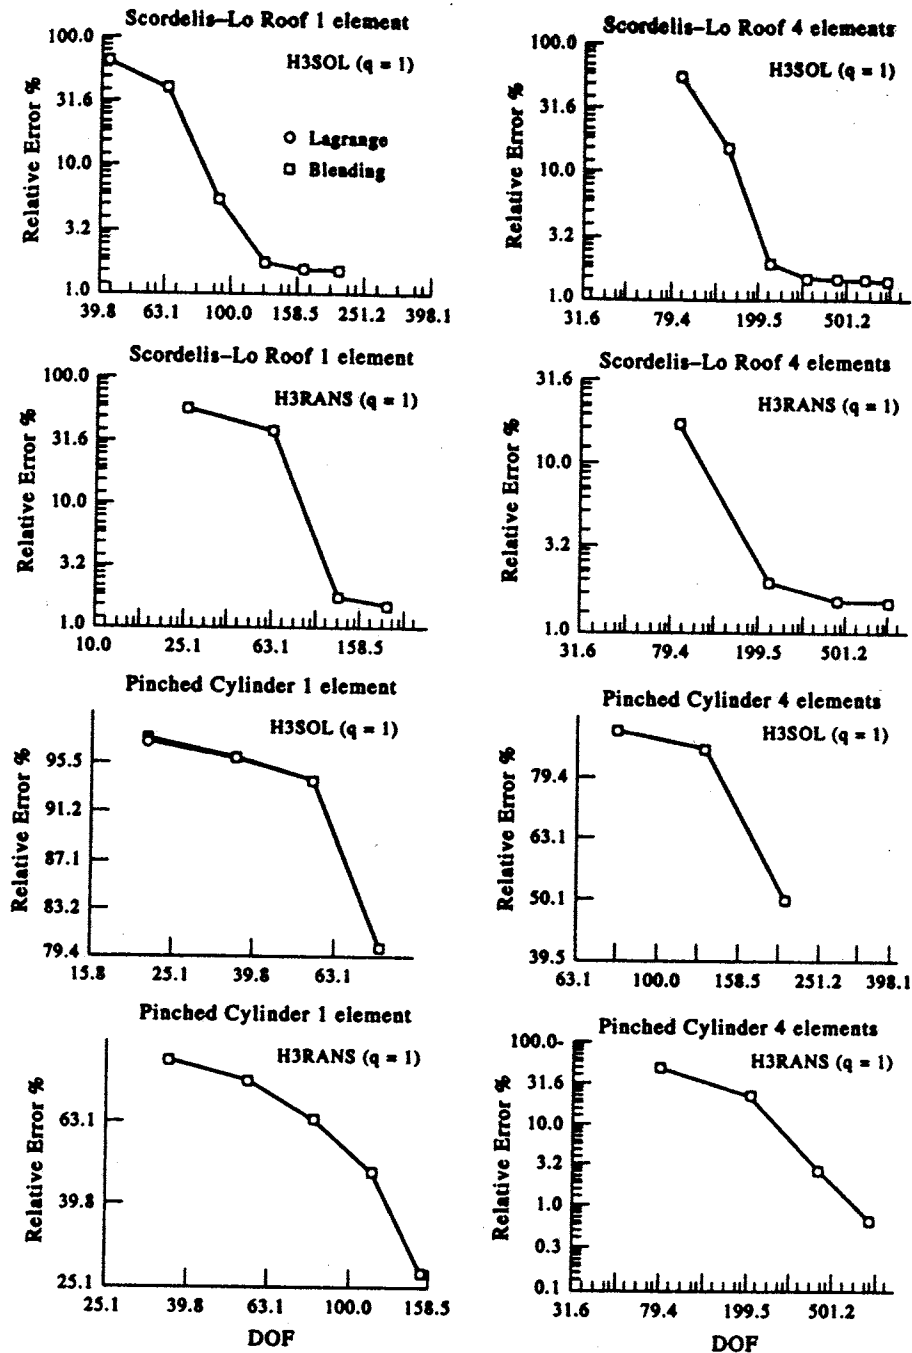 Scordelis–Lo Roof 1 element
H3SOL (q = 1)
Relative Error %
100.0
31.6
10.0
3.2
1.0
Lagrange
Blending
39.8 63.1 100.0 158.5 251.2 398.1
Scordelis–Lo Roof 4 elements
H3SOL (q = 1)
Relative Error %
100.0
31.6
10.0
3.2
1.0
31.6 79.4 199.5 501.2
Scordelis–Lo Roof 1 element
H3RANS (q = 1)
Relative Error %
100.0
31.6
10.0
3.2
1.0
10.0 25.1 63.1 158.5
Scordelis–Lo Roof 4 elements
H3RANS (q = 1)
Relative Error %
31.6
10.0
3.2
1.0
31.6 79.4 199.5 501.2
Pinched Cylinder 1 element
H3SOL (q = 1)
Relative Error %
95.5
91.2
87.1
83.2
79.4
15.8 25.1 39.8 63.1
Pinched Cylinder 4 elements
H3SOL (q = 1)
Relative Error %
79.4
63.1
50.1
39.5
63.1 100.0 158.5 251.2 398.1
Pinched Cylinder 1 element
H3RANS (q = 1)
Relative Error %
63.1
39.8
25.1
25.1 39.8 63.1 100.0 158.5
DOF
Pinched Cylinder 4 elements
H3RANS (q = 1)
Relative Error %
100.0
31.6
10.0
3.2
1.0
0.3
0.1
31.6 79.4 199.5 501.2
DOF